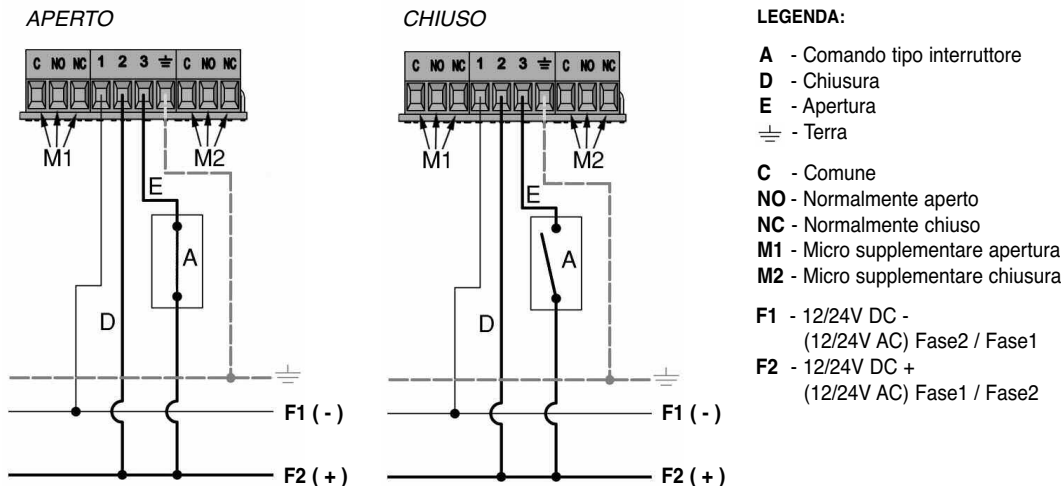 APERTO
C NO NC 1 2 3 ⏚ C NO NC
M1 M2
E
A
D
F1 ( - )
F2 ( + )
CHIUSO
C NO NC 1 2 3 ⏚ C NO NC
M1 M2
E
A
D
F1 ( - )
F2 ( + )
LEGENDA:
A - Comando tipo interruttore
D - Chiusura
E - Apertura
⏚ - Terra
C - Comune
NO - Normalmente aperto
NC - Normalmente chiuso
M1 - Micro supplementare apertura
M2 - Micro supplementare chiusura
F1 - 12/24V DC -
(12/24V AC) Fase2 / Fase1
F2 - 12/24V DC +
(12/24V AC) Fase1 / Fase2